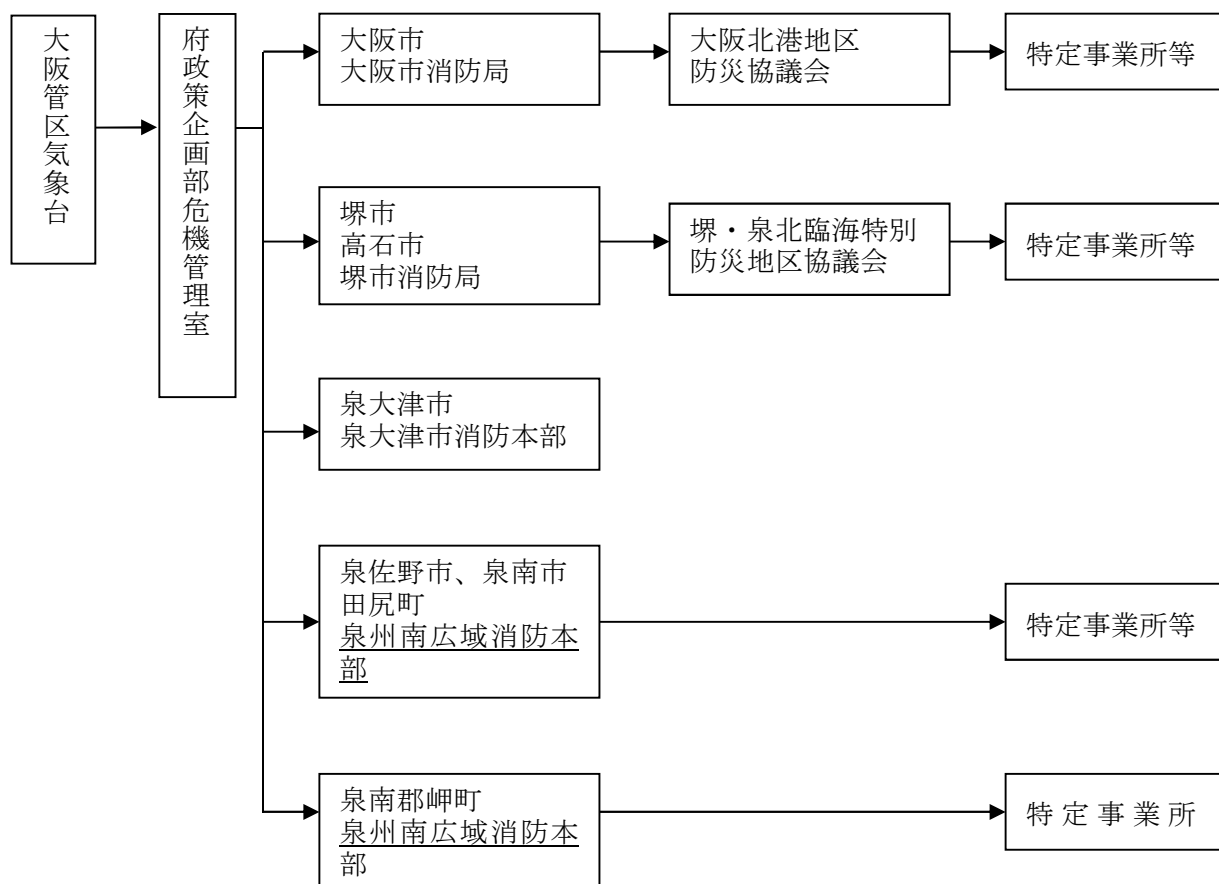 大阪管区気象台
府政策企画部危機管理室
大阪市
大阪市消防局
大阪北港地区
防災協議会
特定事業所等
堺市
高石市
堺市消防局
堺・泉北臨海特別
防災地区協議会
特定事業所等
泉大津市
泉大津市消防本部
泉佐野市、泉南市
田尻町
泉州南広域消防本
部
特定事業所等
泉南郡岬町
泉州南広域消防本
部
特定事業所